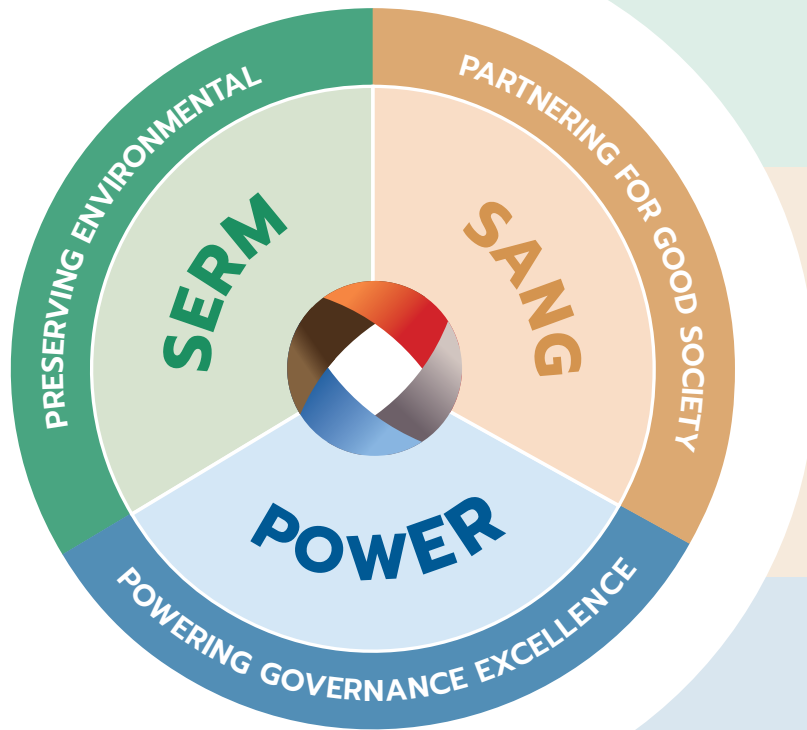 PRESERVING ENVIRONMENTAL
PARTNERING FOR GOOD SOCIETY
SERM
SANG
POWER
POWERING GOVERNANCE EXCELLENCE